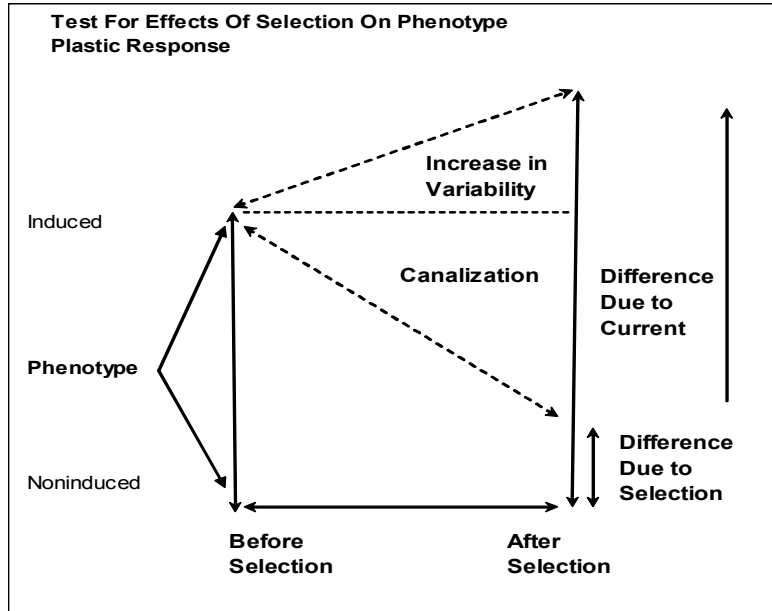 Test For Effects Of Selection On Phenotype
Plastic Response
Increase in
Variability
Induced
Canalization
Difference
Due to
Current
Phenotype
Difference
Due to
Selection
Noninduced
Before
Selection
After
Selection